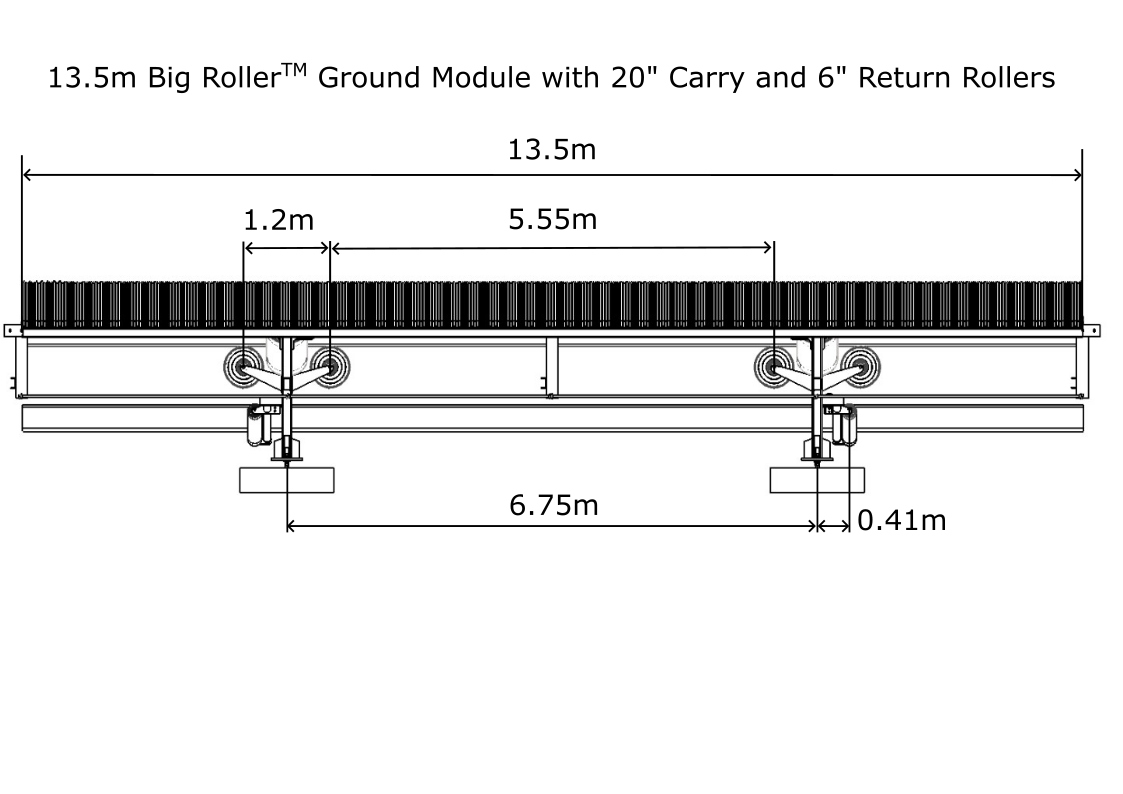 13.5m Big Roller™ Ground Module with 20" Carry and 6" Return Rollers
13.5m
1.2m
5.55m
6.75m
0.41m